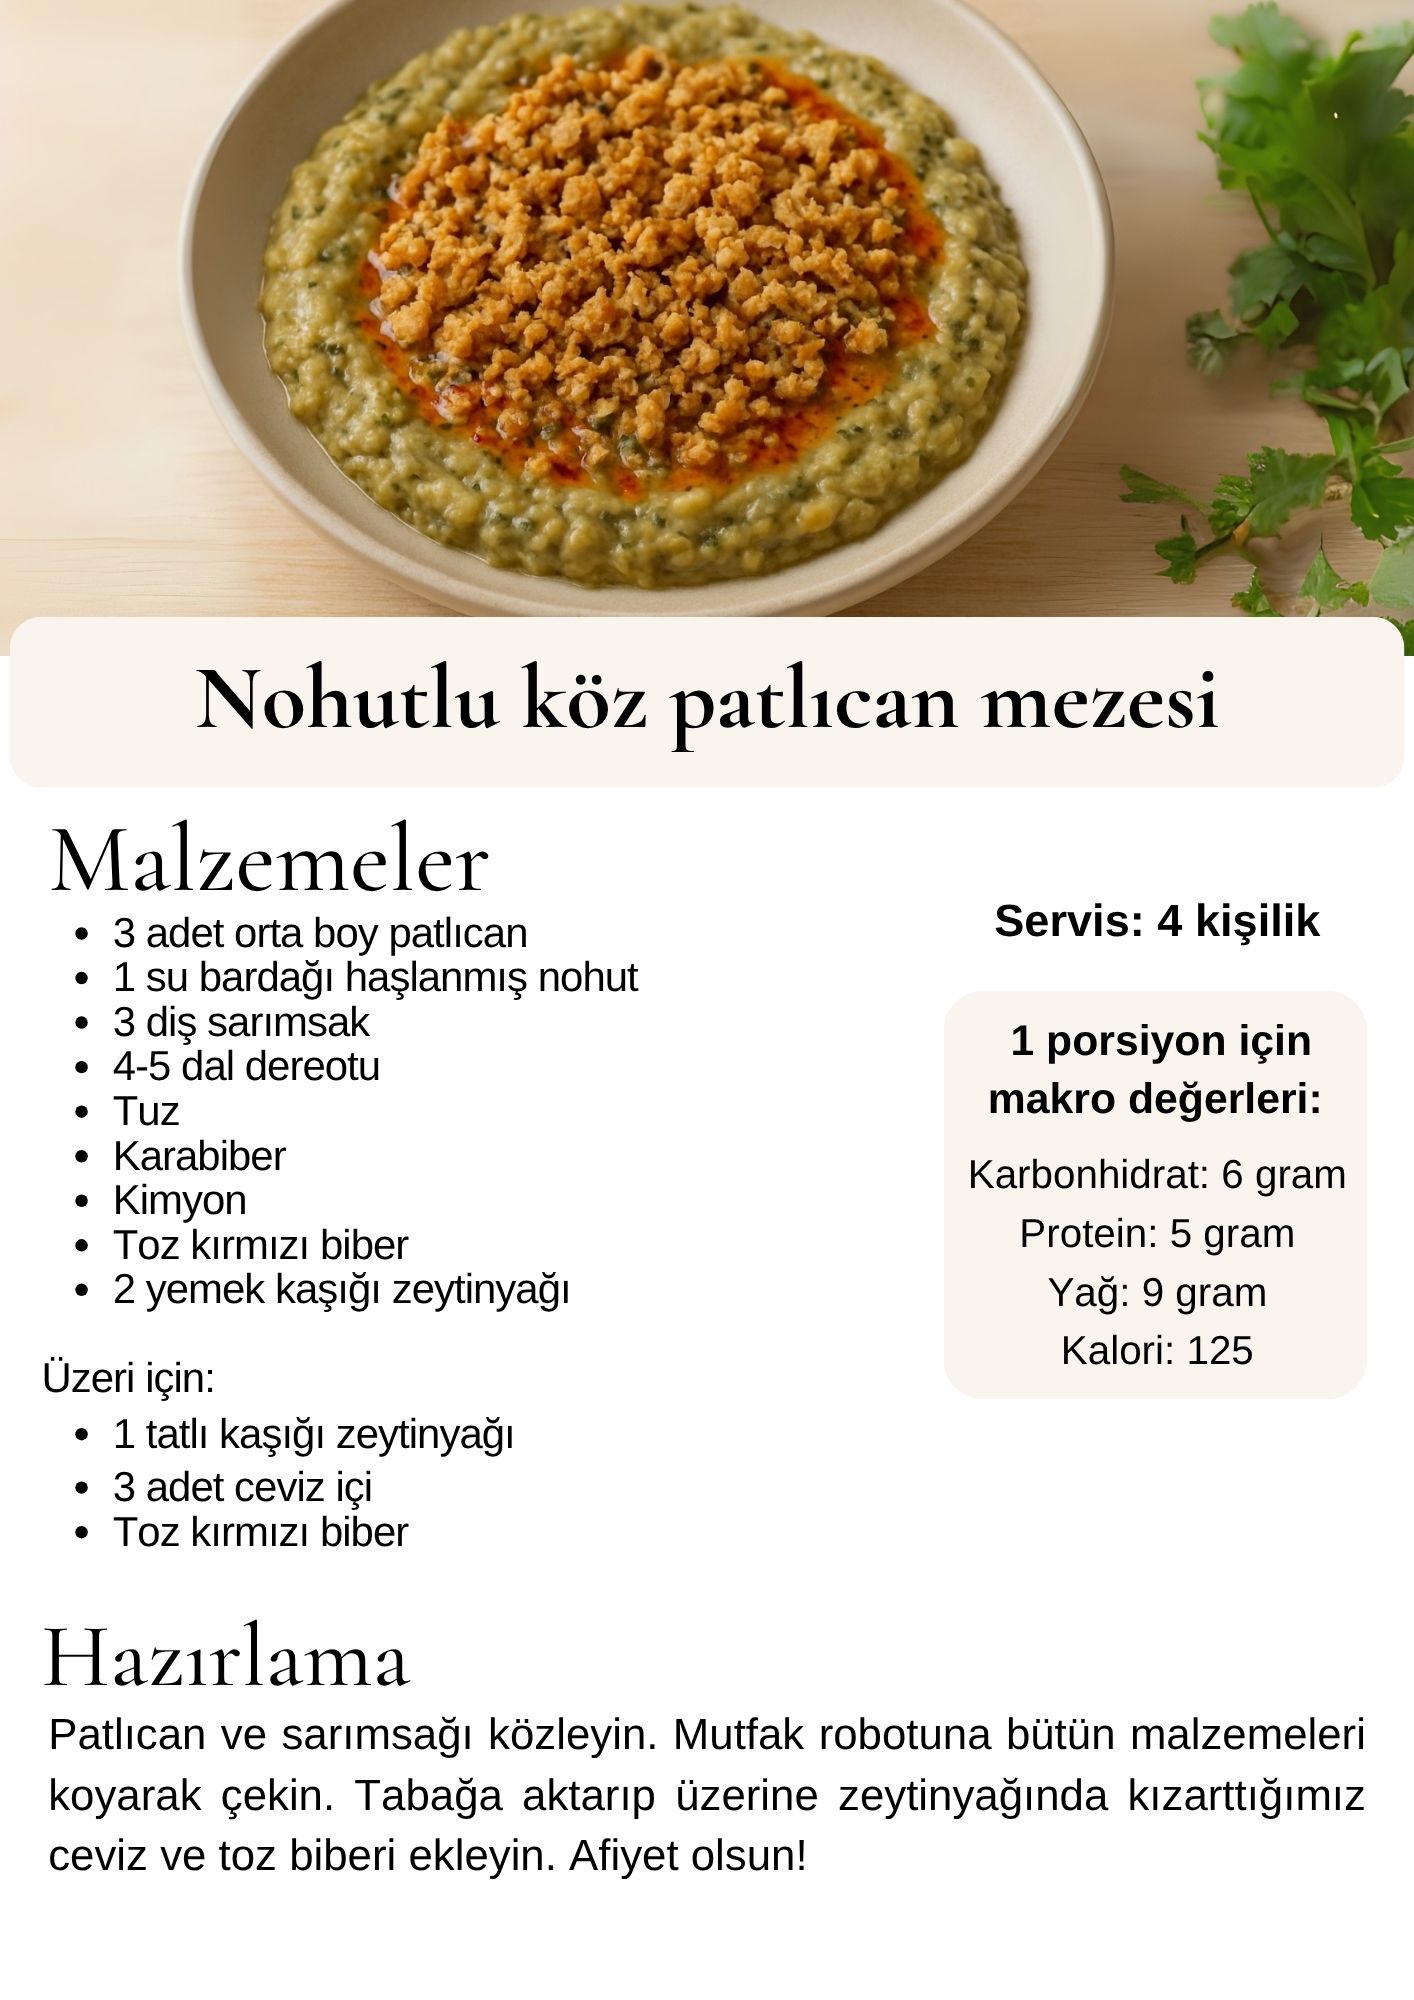 Nohutlu köz patlıcan mezesi
Malzemeler
• 3 adet orta boy patlıcan
• 1 su bardağı haşlanmış nohut
• 3 diş sarımsak
• 4-5 dal dereotu
• Tuz
• Karabiber
• Kimyon
• Toz kırmızı biber
• 2 yemek kaşığı zeytinyağı
Üzeri için:
• 1 tatlı kaşığı zeytinyağı
• 3 adet ceviz içi
• Toz kırmızı biber
Servis: 4 kişilik
1 porsiyon için
makro değerleri:
Karbonhidrat: 6 gram
Protein: 5 gram
Yağ: 9 gram
Kalori: 125
Hazırlama
Patlıcan ve sarımsağı közleyin. Mutfak robotuna bütün malzemeleri
koyarak çekin. Tabağa aktarıp üzerine zeytinyağında kızarttığımız
ceviz ve toz biberi ekleyin. Afiyet olsun!